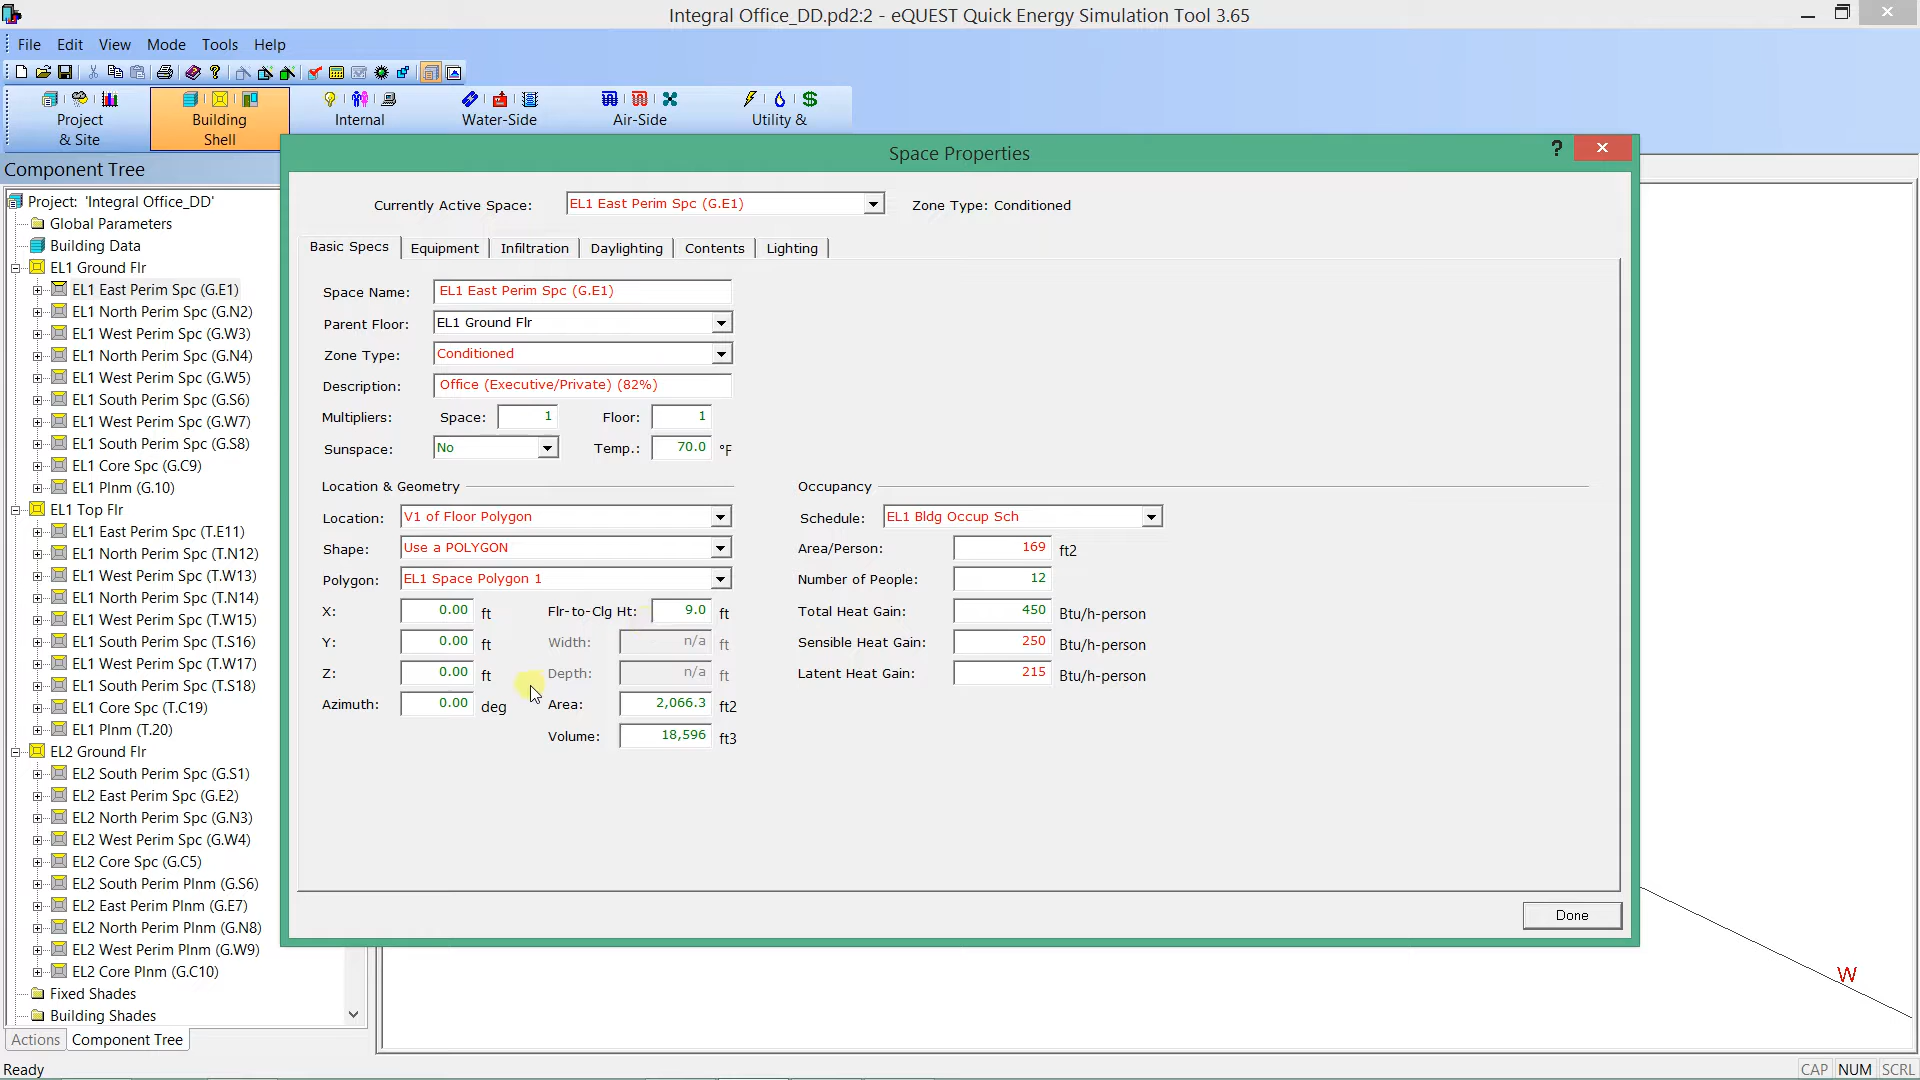 Integral Office_DD.pd2:2 - eQUEST Quick Energy Simulation Tool 3.65
File Edit View Mode Tools Help
Project & Site
Building Shell
Internal
Water-Side
Air-Side
Utility &
Component Tree
Project: 'Integral Office_DD'
Global Parameters
Building Data
EL1 Ground Flr
EL1 East Perim Spc (G.E1)
EL1 North Perim Spc (G.N2)
EL1 West Perim Spc (G.W3)
EL1 North Perim Spc (G.N4)
EL1 West Perim Spc (G.W5)
EL1 South Perim Spc (G.S6)
EL1 West Perim Spc (G.W7)
EL1 South Perim Spc (G.S8)
EL1 Core Spc (G.C9)
EL1 Plnm (G.10)
EL1 Top Flr
EL1 East Perim Spc (T.E11)
EL1 North Perim Spc (T.N12)
EL1 West Perim Spc (T.W13)
EL1 North Perim Spc (T.N14)
EL1 West Perim Spc (T.W15)
EL1 South Perim Spc (T.S16)
EL1 West Perim Spc (T.W17)
EL1 South Perim Spc (T.S18)
EL1 Core Spc (T.C19)
EL1 Plnm (T.20)
EL2 Ground Flr
EL2 South Perim Spc (G.S1)
EL2 East Perim Spc (G.E2)
EL2 North Perim Spc (G.N3)
EL2 West Perim Spc (G.W4)
EL2 Core Spc (G.C5)
EL2 South Perim Plnm (G.S6)
EL2 East Perim Plnm (G.E7)
EL2 North Perim Plnm (G.N8)
EL2 West Perim Plnm (G.W9)
EL2 Core Plnm (G.C10)
Fixed Shades
Building Shades
Actions Component Tree
Space Properties
?
Currently Active Space: EL1 East Perim Spc (G.E1) Zone Type: Conditioned
Basic Specs Equipment Infiltration Daylighting Contents Lighting
Space Name: EL1 East Perim Spc (G.E1)
Parent Floor: EL1 Ground Flr
Zone Type: Conditioned
Description: Office (Executive/Private) (82%)
Multipliers: Space: 1 Floor: 1
Sunspace: No Temp.: 70.0 °F
Location & Geometry
Location: V1 of Floor Polygon
Shape: Use a POLYGON
Polygon: EL1 Space Polygon 1
X: 0.00 ft Flr-to-Clg Ht: 9.0 ft
Y: 0.00 ft Width: n/a ft
Z: 0.00 ft Depth: n/a ft
Azimuth: 0.00 deg Area: 2,066.3 ft2
Volume: 18,596 ft3
Occupancy
Schedule: EL1 Bldg Occup Sch
Area/Person: 169 ft2
Number of People: 12
Total Heat Gain: 450 Btu/h-person
Sensible Heat Gain: 250 Btu/h-person
Latent Heat Gain: 215 Btu/h-person
Done
W
Ready
CAP NUM SCRL